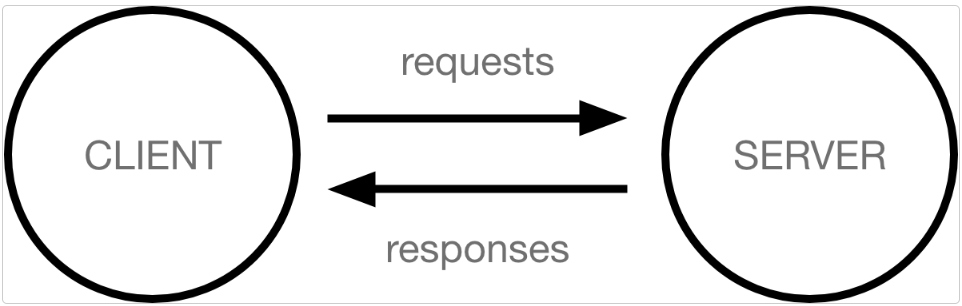 requests
CLIENT
SERVER
responses